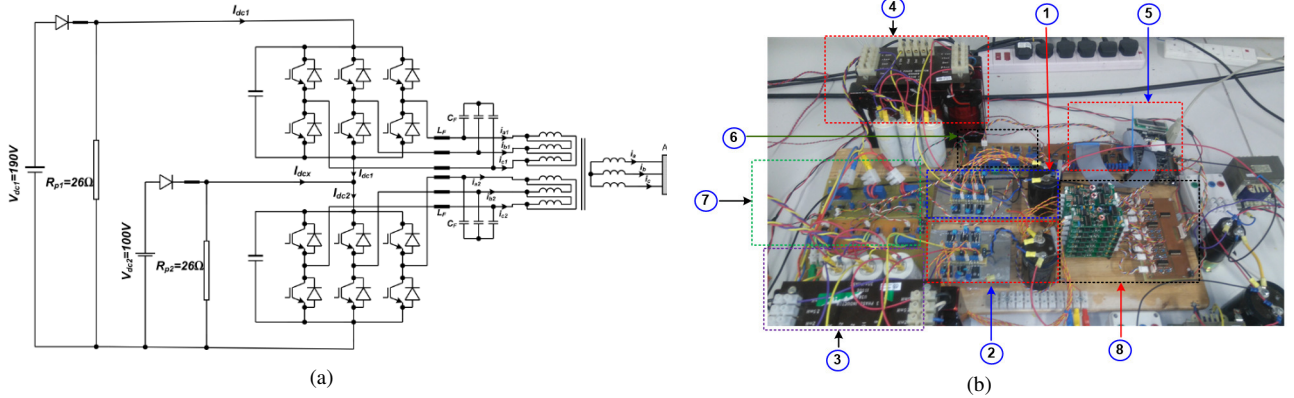 I_dc1
V_dc1=190V
R_p1=26Ω
I_dcx
V_dc2=100V
R_p2=26Ω
I_dc1
I_dc2
L_F
C_F
i_a1
i_b1
i_c1
L_F
C_F
i_a2
i_b2
i_c2
i_a
i_b
i_c
A
(a)
4
1
5
6
7
3
2
8
(b)